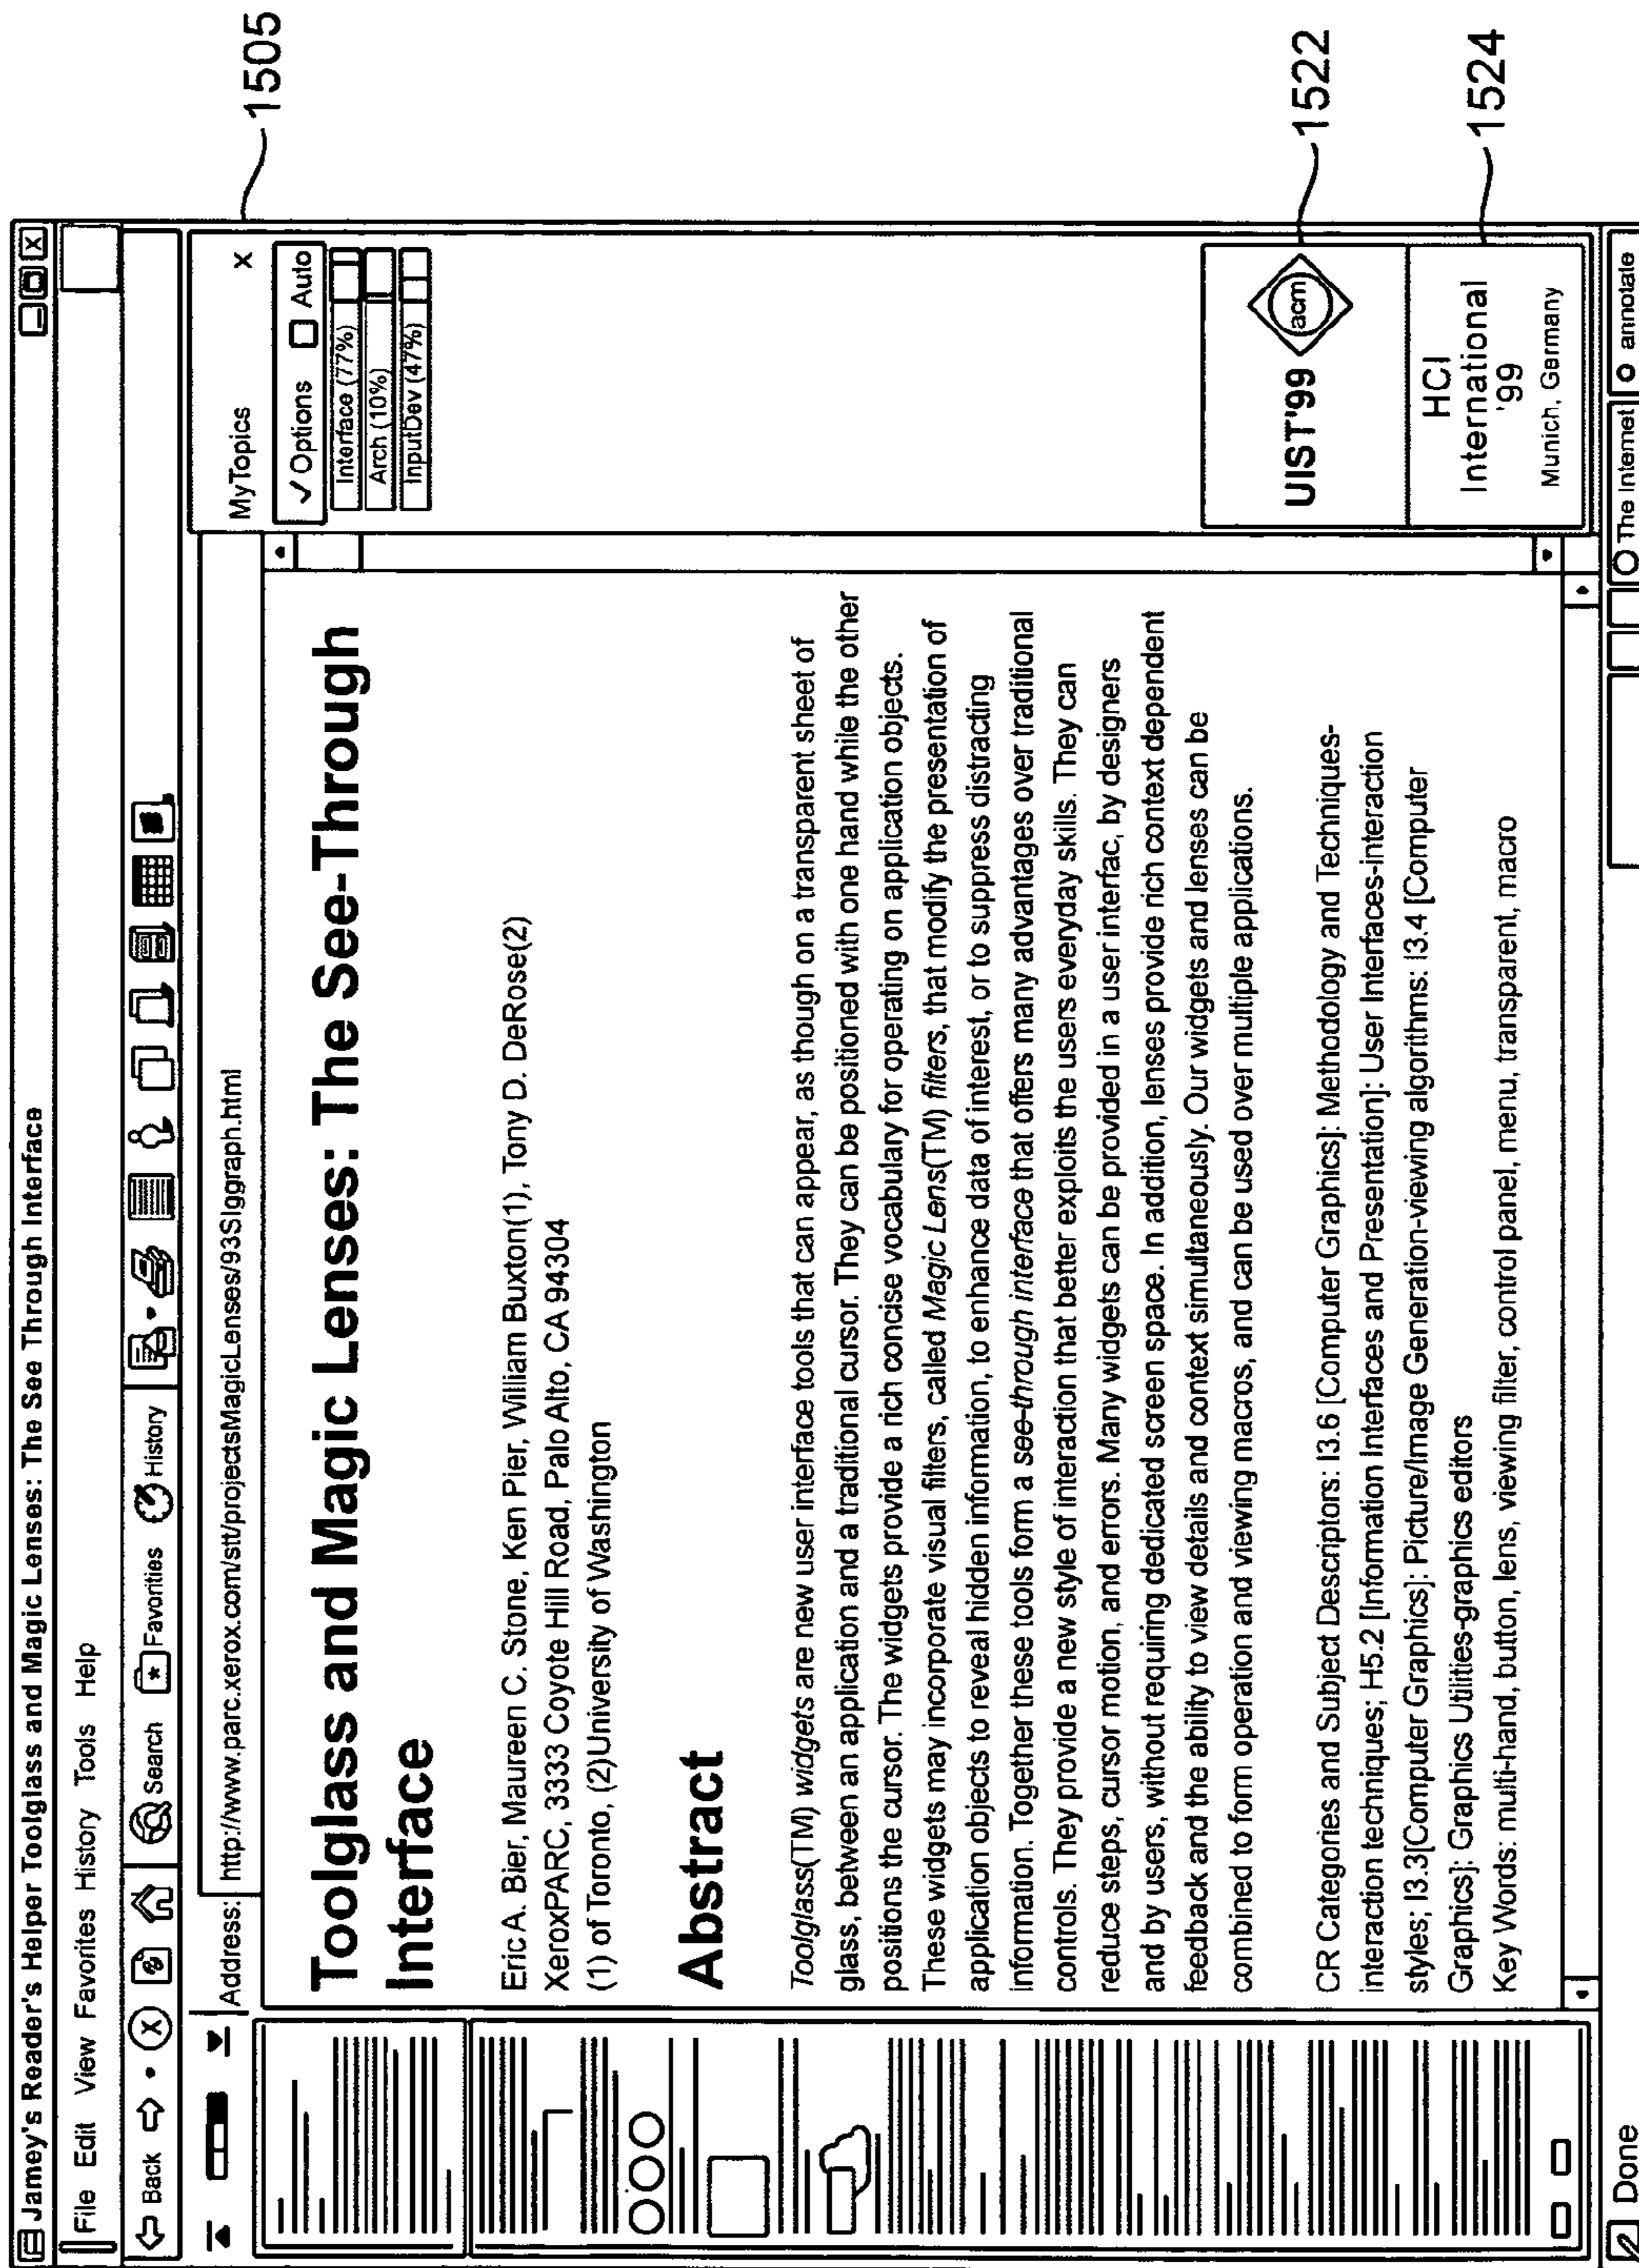 Jamey's Reader's Helper Toolglass and Magic Lenses: The See Through Interface
File Edit View Favorites History Tools Help
Back Search Favorites History
Address: http://www.parc.xerox.com/stt/projectsMagicLenses/93SIggraph.html
Toolglass and Magic Lenses: The See-Through
Interface
Eric A. Bier, Maureen C. Stone, Ken Pier, William Buxton(1), Tony D. DeRose(2)
XeroxPARC, 3333 Coyote Hill Road, Palo Alto, CA 94304
(1) of Toronto, (2)University of Washington
Abstract
Toolglass(TM) widgets are new user interface tools that can appear, as though on a transparent sheet of
glass, between an application and a traditional cursor. They can be positioned with one hand while the other
positions the cursor. The widgets provide a rich concise vocabulary for operating on application objects.
These widgets may incorporate visual filters, called Magic Lens(TM) filters, that modify the presentation of
application objects to reveal hidden information, to enhance data of interest, or to suppress distracting
information. Together these tools form a see-through interface that offers many advantages over traditional
controls. They provide a new style of interaction that better exploits the users everyday skills. They can
reduce steps, cursor motion, and errors. Many widgets can be provided in a user interfac, by designers
and by users, without requiring dedicated screen space. In addition, lenses provide rich context dependent
feedback and the ability to view details and context simultaneously. Our widgets and lenses can be
combined to form operation and viewing macros, and can be used over multiple applications.
CR Categories and Subject Descriptors: I3.6 [Computer Graphics]: Methodology and Techniques-
interaction techniques; H5.2 [Information Interfaces and Presentation]: User Interfaces-interaction
styles; I3.3[Computer Graphics]: Picture/Image Generation-viewing algorithms: I3.4 [Computer
Graphics]: Graphics Utilities-graphics editors
Key Words: multi-hand, button, lens, viewing filter, control panel, menu, transparent, macro
MyTopics X
✓ Options Auto
Interface (77%)
Arch (10%)
InputDev (47%)
UIST'99 acm
HCI
International
'99
Munich, Germany
1505
1522
1524
Done
The Internet
annotate